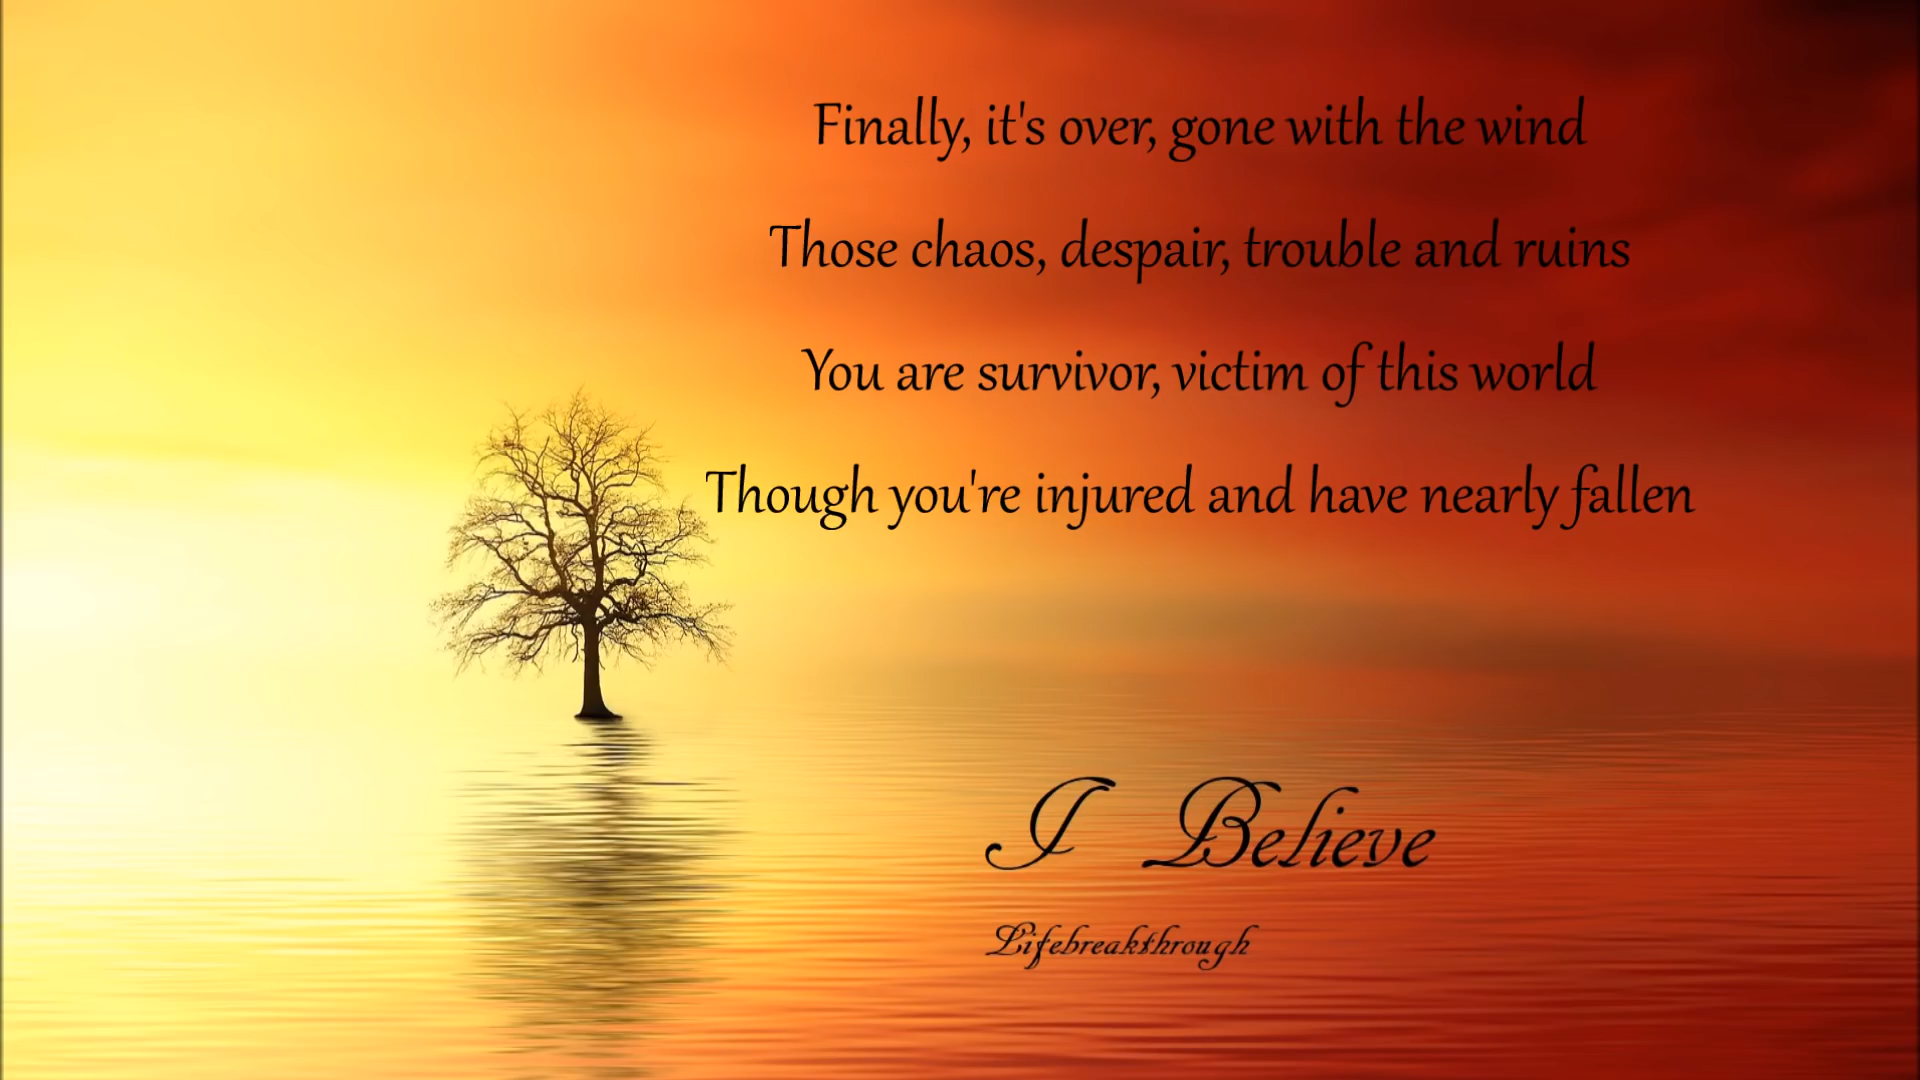 Finally, it's over, gone with the wind
Those chaos, despair, trouble and ruins
You are survivor, victim of this world
Though you're injured and have nearly fallen
I Believe
Lifebreakthrough